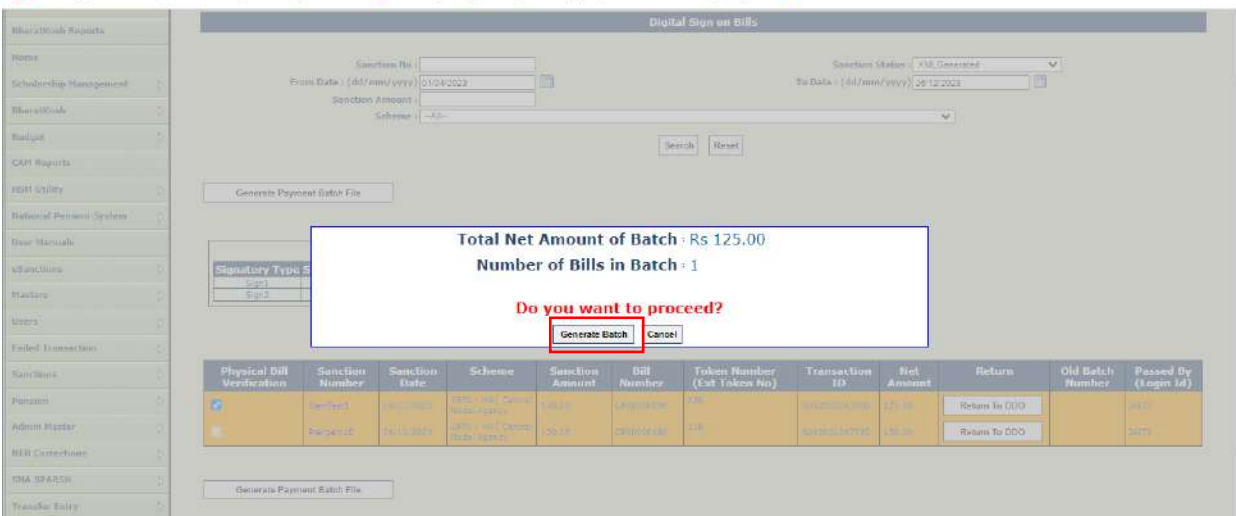 BharatKosh Reports
Home
Scholarship Management
BharatKosh
Budget
CAM Reports
HSM Utility
National Pension System
User Manuals
eSanctions
Masters
Users
Failed Transaction
Sanctions
Pension
Admin Master
NER Corrections
SNA SPARSH
Transfer Entry
Digital Sign on Bills
Sanction No :
Sanction Status : XML Generated
From Date : (dd/mm/yyyy) 01/04/2023
To Date : (dd/mm/yyyy)
Sanction Amount :
Scheme : --All--
Search Reset
Generate Payment Batch File
Total Net Amount of Batch : Rs 125.00
Number of Bills in Batch : 1
Do you want to proceed?
Generate Batch Cancel
Signatory Type S
Sign1
Sign2
Physical Bill Verification Sanction Number Sanction Date Scheme Sanction Amount Bill Number Token Number (Ext Token No) Transaction ID Net Amount Return Old Batch Number Passed By (Login Id)
Return To DDO
Return To DDO
Generate Payment Batch File